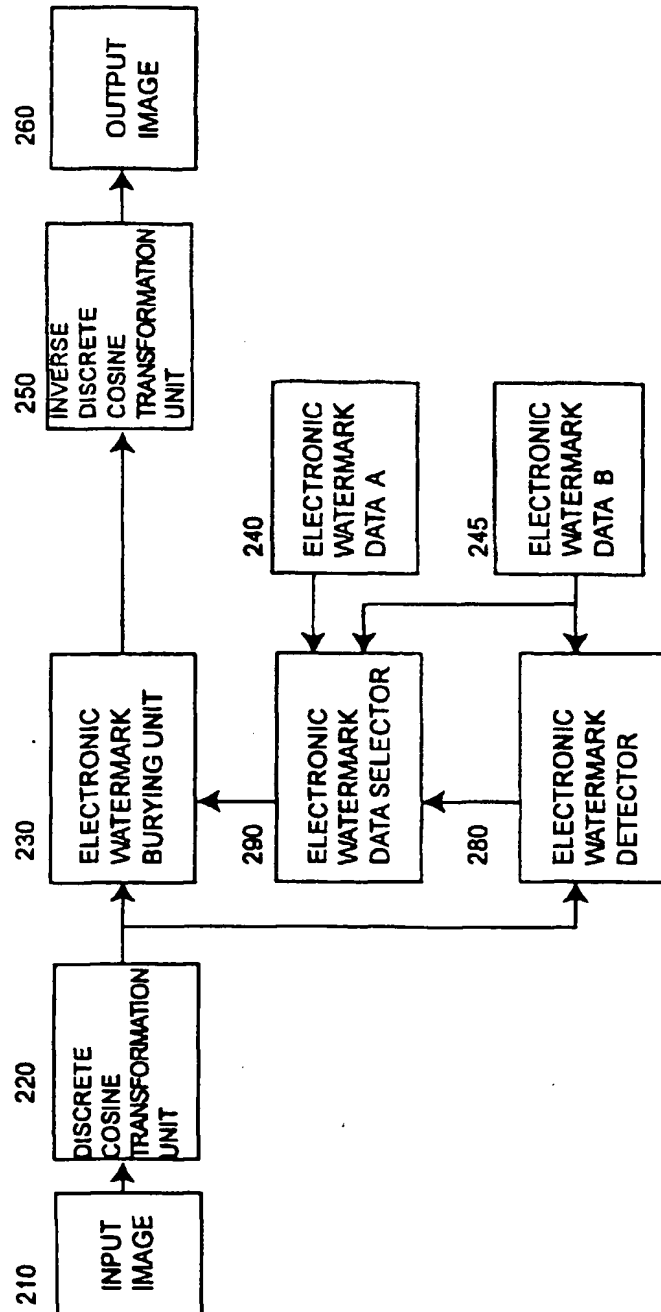 210
INPUT
IMAGE
220
DISCRETE
COSINE
TRANSFORMATION
UNIT
230
ELECTRONIC
WATERMARK
BURYING UNIT
250
INVERSE
DISCRETE
COSINE
TRANSFORMATION
UNIT
260
OUTPUT
IMAGE
290
ELECTRONIC
WATERMARK
DATA SELECTOR
240
ELECTRONIC
WATERMARK
DATA A
280
ELECTRONIC
WATERMARK
DETECTOR
245
ELECTRONIC
WATERMARK
DATA B